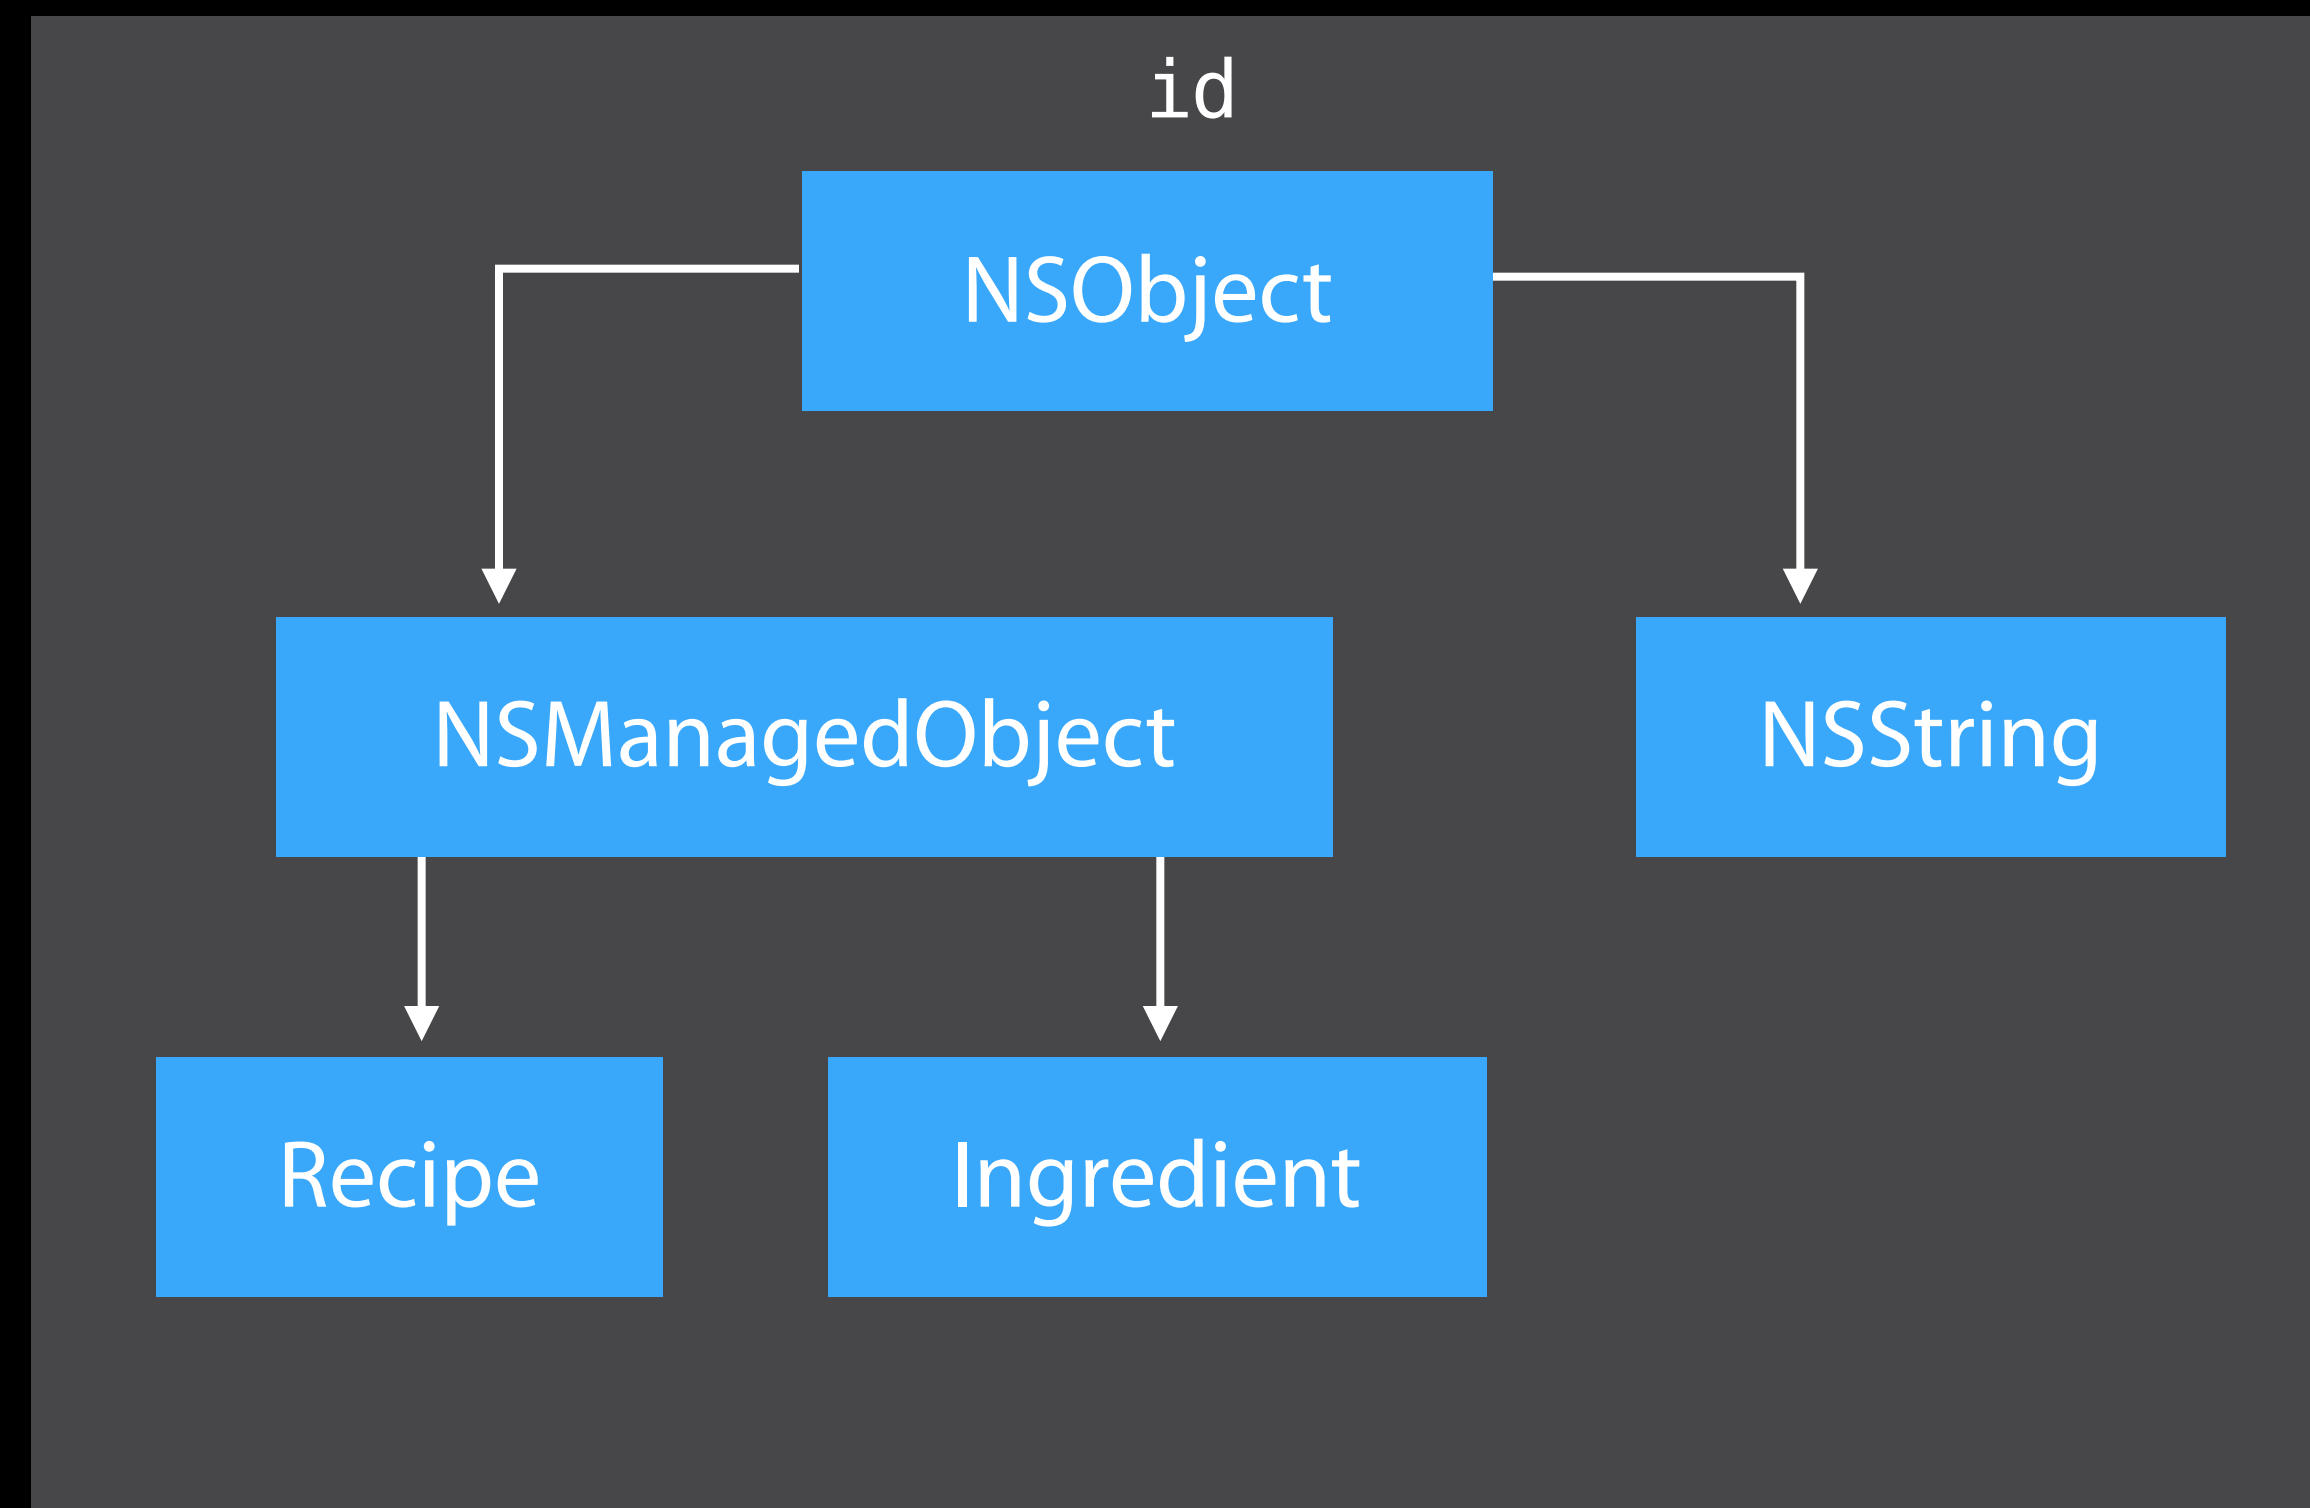 id
NSObject
NSManagedObject
NSString
Recipe
Ingredient